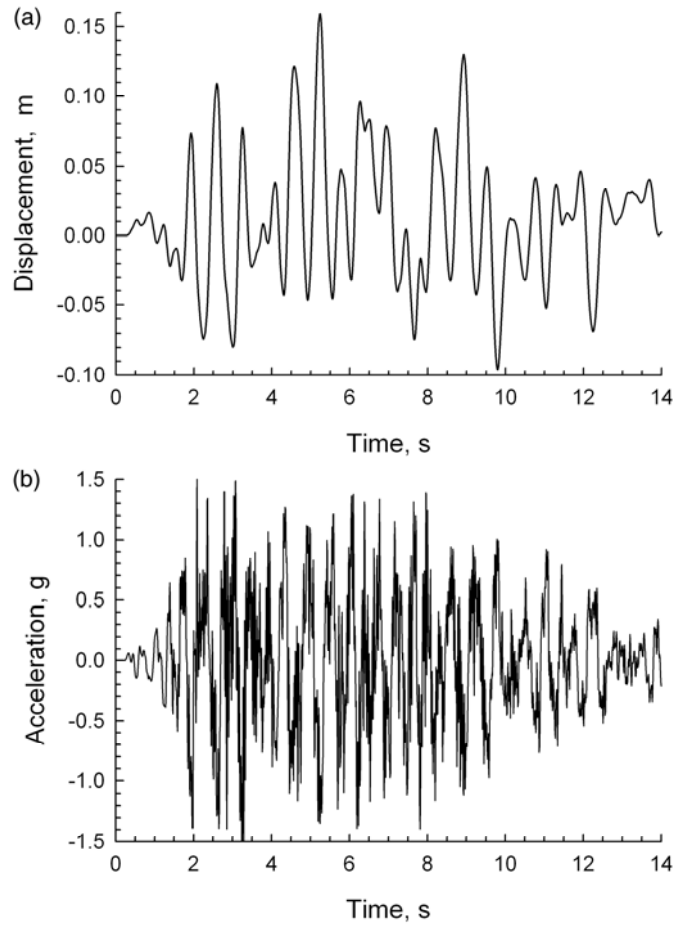 (a)
0.15
0.10
0.05
0.00
-0.05
-0.10
Displacement, m
0 2 4 6 8 10 12 14
Time, s
(b)
1.5
1.0
0.5
0.0
-0.5
-1.0
-1.5
Acceleration, g
0 2 4 6 8 10 12 14
Time, s